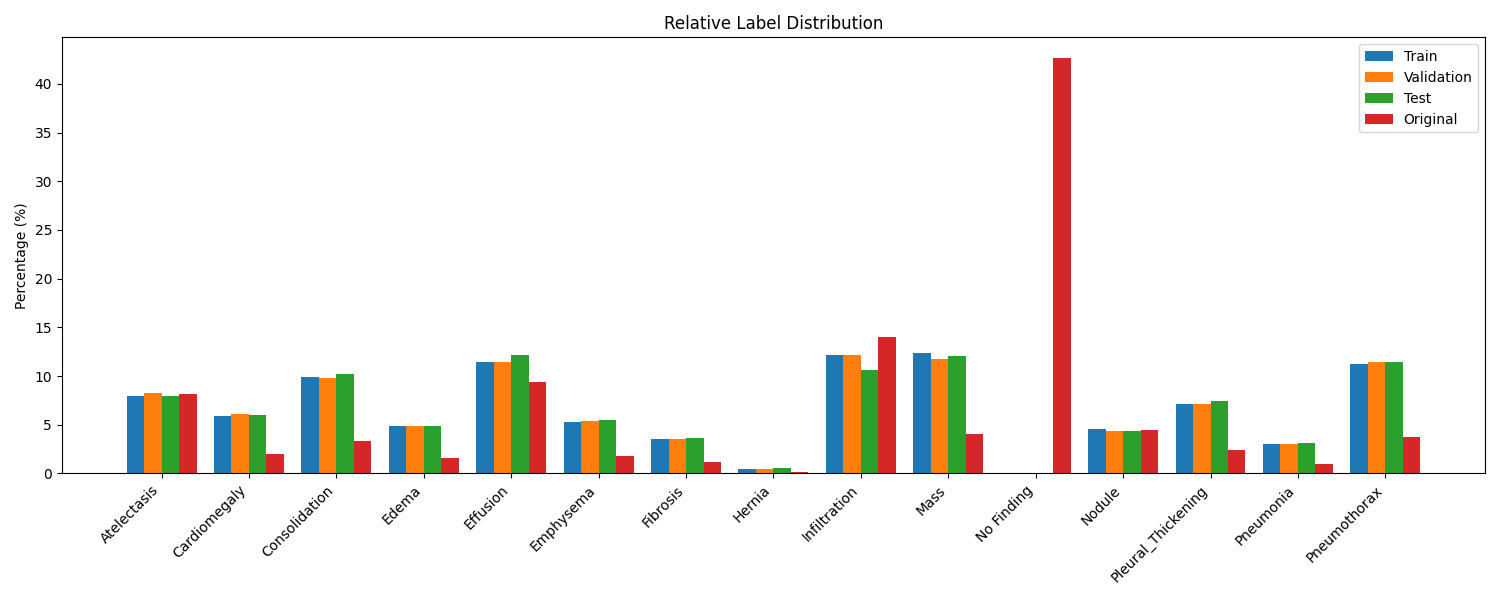 Relative Label Distribution
Train
Validation
Test
Original
Percentage (%)
40
35
30
25
20
15
10
5
0
Atelectasis
Cardiomegaly
Consolidation
Edema
Effusion
Emphysema
Fibrosis
Hernia
Infiltration
Mass
No Finding
Nodule
Pleural_Thickening
Pneumonia
Pneumothorax